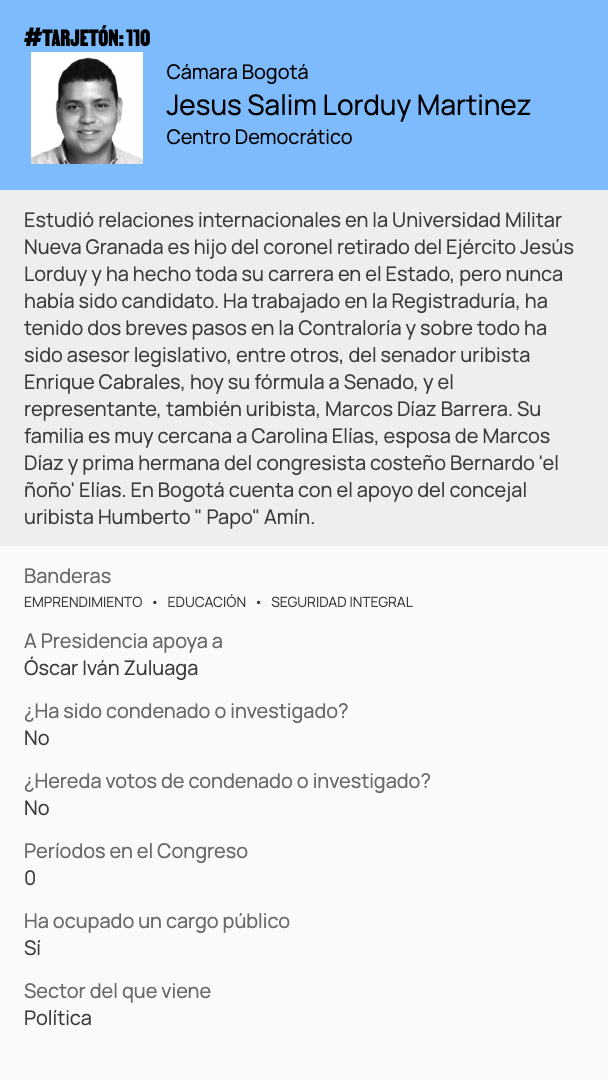 #TARJETÓN: 110
Cámara Bogotá
Jesus Salim Lorduy Martinez
Centro Democrático
Estudió relaciones internacionales en la Universidad Militar
Nueva Granada es hijo del coronel retirado del Ejército Jesús
Lorduy y ha hecho toda su carrera en el Estado, pero nunca
había sido candidato. Ha trabajado en la Registraduría, ha
tenido dos breves pasos en la Contraloría y sobre todo ha
sido asesor legislativo, entre otros, del senador uribista
Enrique Cabrales, hoy su fórmula a Senado, y el
representante, también uribista, Marcos Díaz Barrera. Su
familia es muy cercana a Carolina Elías, esposa de Marcos
Díaz y prima hermana del congresista costeño Bernardo 'el
ñoño' Elías. En Bogotá cuenta con el apoyo del concejal
uribista Humberto " Papo" Amín.
Banderas
EMPRENDIMIENTO • EDUCACIÓN • SEGURIDAD INTEGRAL
A Presidencia apoya a
Óscar Iván Zuluaga
¿Ha sido condenado o investigado?
No
¿Hereda votos de condenado o investigado?
No
Períodos en el Congreso
0
Ha ocupado un cargo público
Sí
Sector del que viene
Política